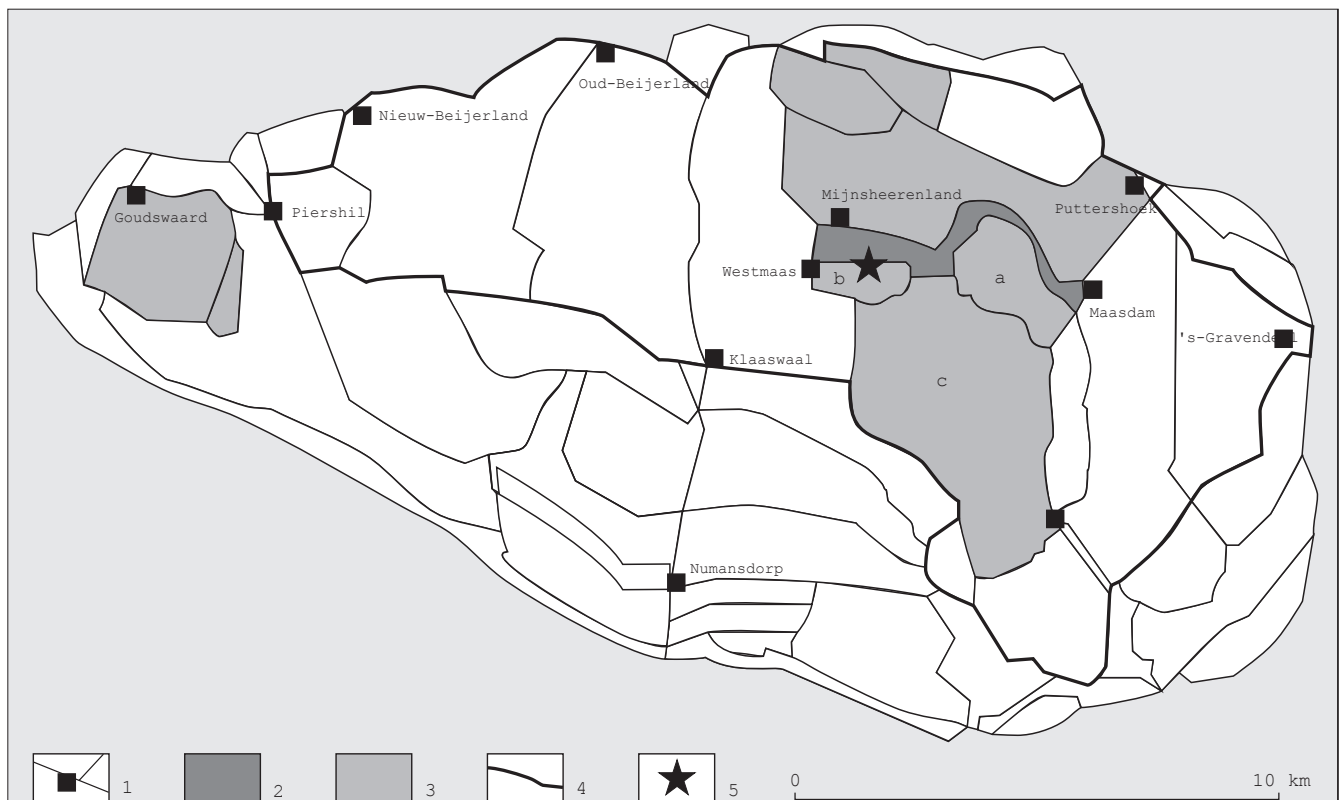 Oud-Beijerland
Nieuw-Beijerland
Mijnsheerenland
Puttershoek
Goudswaard
Piershil
Westmaas
b
a
Maasdam
's-Gravendeel
Klaaswaal
c
Numansdorp
0 10 km
1 2 3 4 5